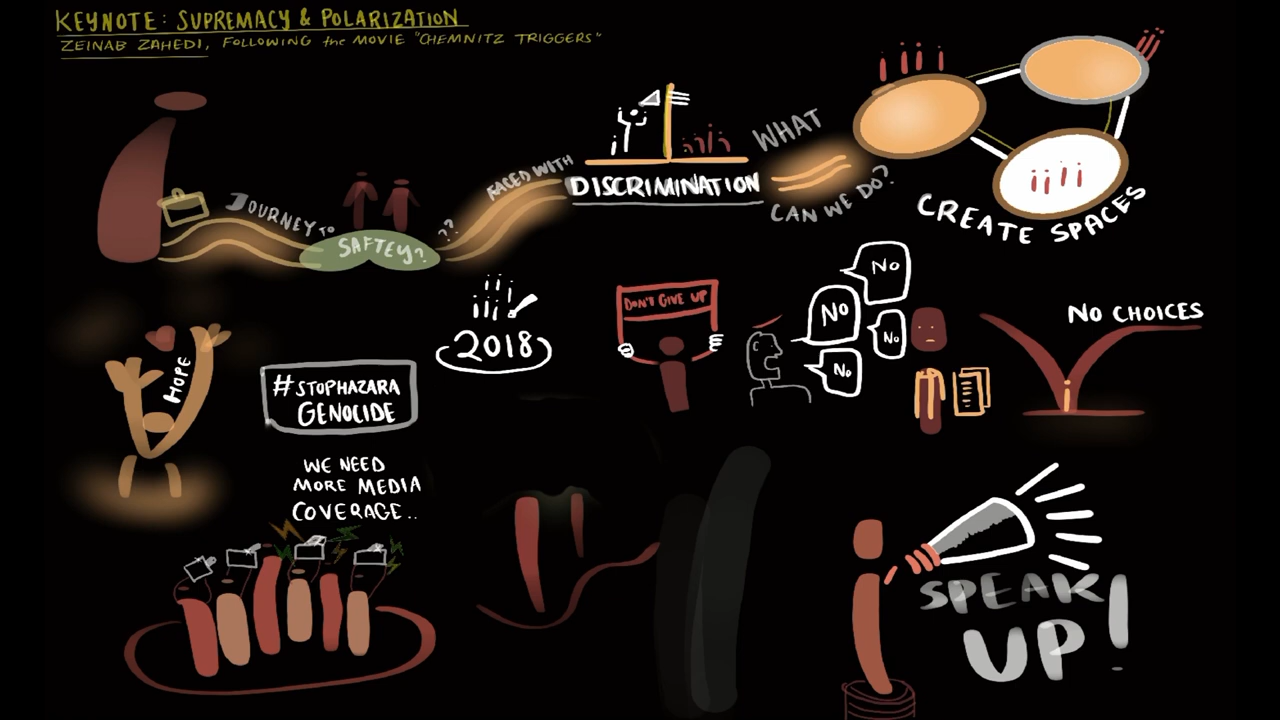 KEYNOTE: SUPREMACY & POLARIZATION
ZEINAB ZAHEDI, FOLLOWING the MOVIE "CHEMNITZ TRIGGERS"
JOURNEY TO
SAFTEY?
??
FACED WITH
DISCRIMINATION
WHAT
CAN WE DO?
CREATE SPACES
HOPE
#STOPHAZARA
GENOCIDE
WE NEED
MORE MEDIA
COVERAGE..
2018
DON'T GIVE UP
No
No
No
No
NO CHOICES
SPEAK
UP!